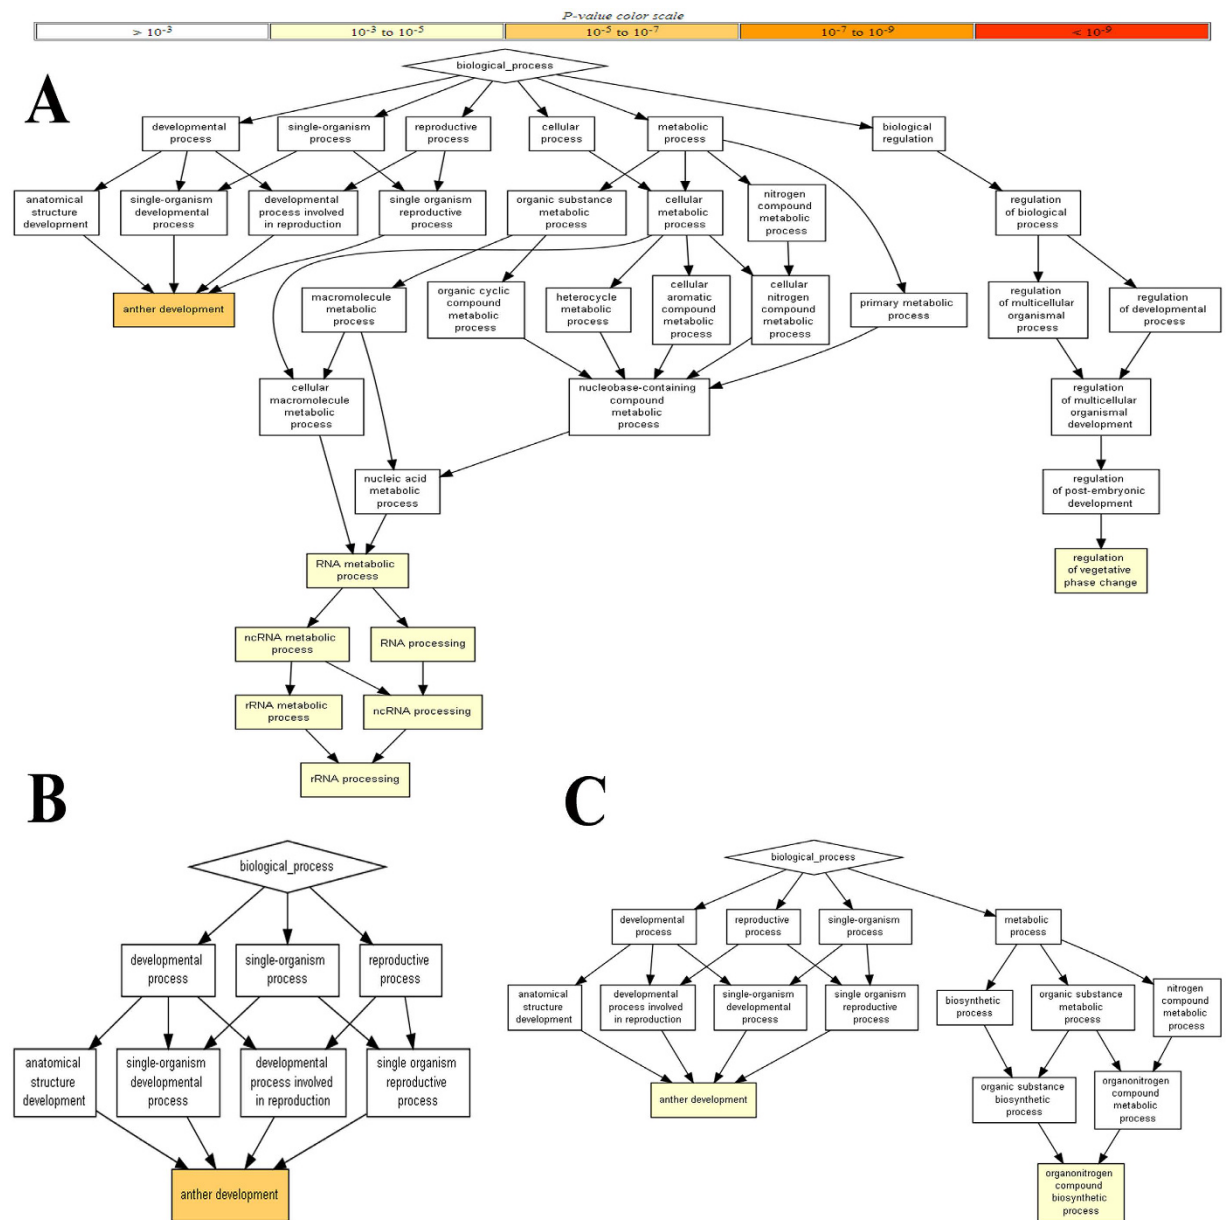 P-value color scale
> 10-3
10-3 to 10-5
10-5 to 10-7
10-7 to 10-9
< 10-9
A
biological_process
developmental
process
single-organism
process
reproductive
process
cellular
process
metabolic
process
biological
regulation
anatomical
structure
development
single-organism
developmental
process
developmental
process involved
in reproduction
single organism
reproductive
process
organic substance
metabolic
process
cellular
metabolic
process
nitrogen
compound
metabolic
process
regulation
of biological
process
anther development
macromolecule
metabolic
process
organic cyclic
compound
metabolic
process
heterocycle
metabolic
process
cellular
aromatic
compound
metabolic
process
cellular
nitrogen
compound
metabolic
process
primary metabolic
process
regulation
of multicellular
organismal
process
regulation
of developmental
process
cellular
macromolecule
metabolic
process
nucleobase-containing
compound
metabolic
process
regulation
of multicellular
organismal
development
nucleic acid
metabolic
process
regulation
of post-embryonic
development
RNA metabolic
process
regulation
of vegetative
phase change
ncRNA metabolic
process
RNA processing
rRNA metabolic
process
ncRNA processing
rRNA processing
B
biological_process
developmental
process
single-organism
process
reproductive
process
anatomical
structure
development
single-organism
developmental
process
developmental
process involved
in reproduction
single organism
reproductive
process
anther development
C
biological_process
developmental
process
reproductive
process
single-organism
process
metabolic
process
anatomical
structure
development
developmental
process involved
in reproduction
single-organism
developmental
process
single organism
reproductive
process
biosynthetic
process
organic substance
metabolic
process
nitrogen
compound
metabolic
process
anther development
organic substance
biosynthetic
process
organonitrogen
compound
metabolic
process
organonitrogen
compound
biosynthetic
process